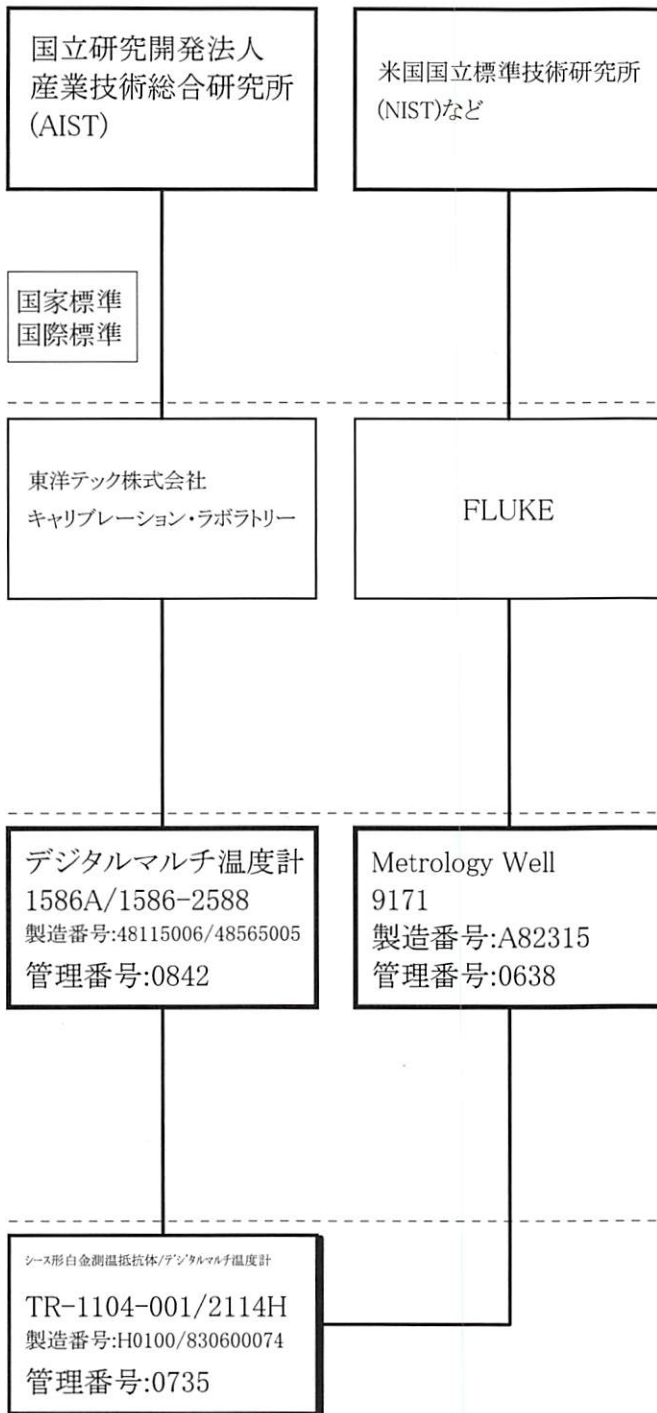 国立研究開発法人
産業技術総合研究所
(AIST)
米国国立標準技術研究所
(NIST)など
国家標準
国際標準
東洋テック株式会社
キャリブレーション・ラボラトリー
FLUKE
デジタルマルチ温度計
1586A/1586-2588
製造番号:48115006/48565005
管理番号:0842
Metrology Well
9171
製造番号:A82315
管理番号:0638
シース形白金測温抵抗体/デジタルマルチ温度計
TR-1104-001/2114H
製造番号:H0100/830600074
管理番号:0735